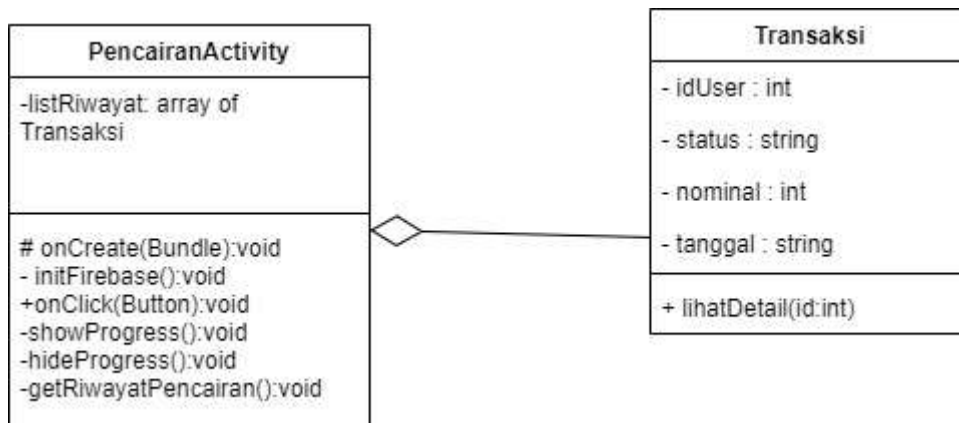 PencairanActivity
-listRiwayat: array of
Transaksi
# onCreate(Bundle):void
- initFirebase():void
+onClick(Button):void
-showProgress():void
-hideProgress():void
-getRiwayatPencairan():void
Transaksi
- idUser : int
- status : string
- nominal : int
- tanggal : string
+ lihatDetail(id:int)